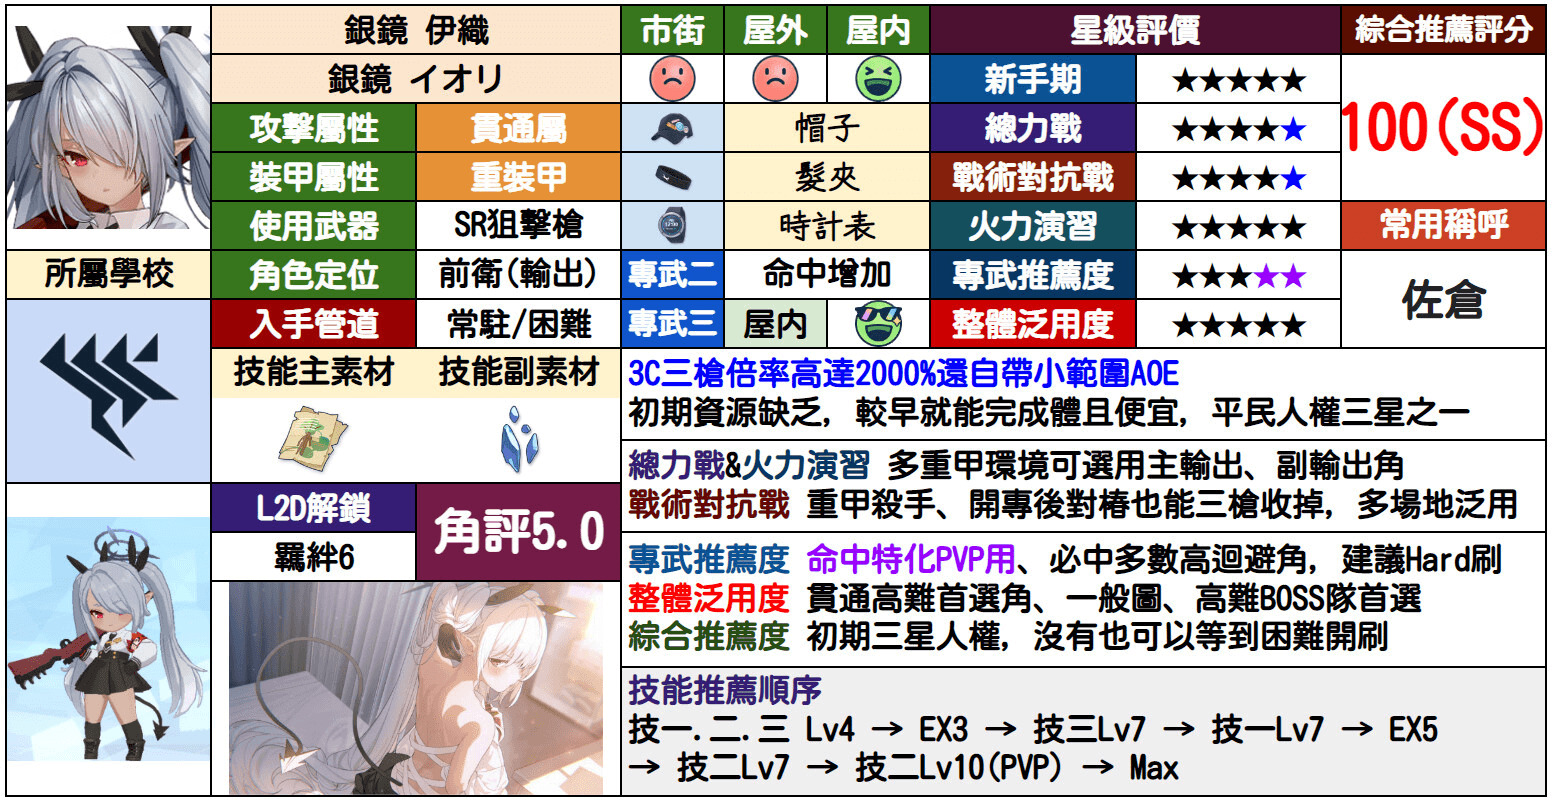 銀鏡 伊織
市街
屋外
屋内
星級評價
綜合推薦評分
銀鏡 イオリ
新手期
★★★★★
100(SS)
攻擊屬性
貫通屬
帽子
總力戰
★★★★★
裝甲屬性
重裝甲
髮夾
戰術對抗戰
★★★★★
使用武器
SR狙擊槍
時計表
火力演習
★★★★★
常用稱呼
所屬學校
角色定位
前衛(輸出)
專武二
命中增加
專武推薦度
★★★★★
佐倉
入手管道
常駐/困難
專武三
屋内
整體泛用度
★★★★★
技能主素材
技能副素材
3C三槍倍率高達2000%還自帶小範圍AOE
初期資源缺乏, 較早就能完成體且便宜, 平民人權三星之一
總力戰&火力演習 多重甲環境可選用主輸出、副輸出角
戰術對抗戰 重甲殺手、開專後對樁也能三槍收掉, 多場地泛用
L2D解鎖
羈絆6
角評5.0
專武推薦度 命中特化PVP用、必中多數高迴避角, 建議Hard刷
整體泛用度 貫通高難首選角、一般圖、高難BOSS隊首選
綜合推薦度 初期三星人權, 沒有也可以等到困難開刷
技能推薦順序
技一.二.三 Lv4 → EX3 → 技三Lv7 → 技一Lv7 → EX5
→ 技二Lv7 → 技二Lv10(PVP) → Max